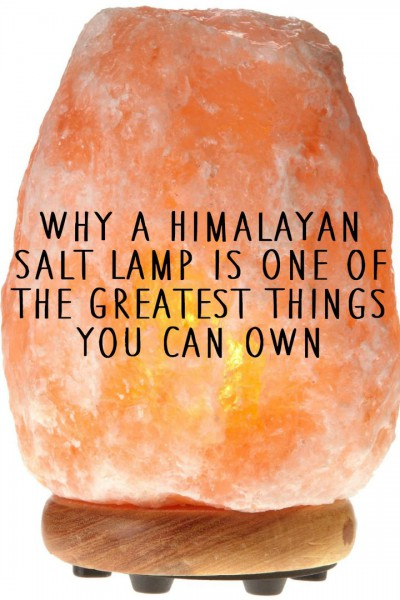 WHY A HIMALAYAN
SALT LAMP IS ONE OF
THE GREATEST THINGS
YOU CAN OWN